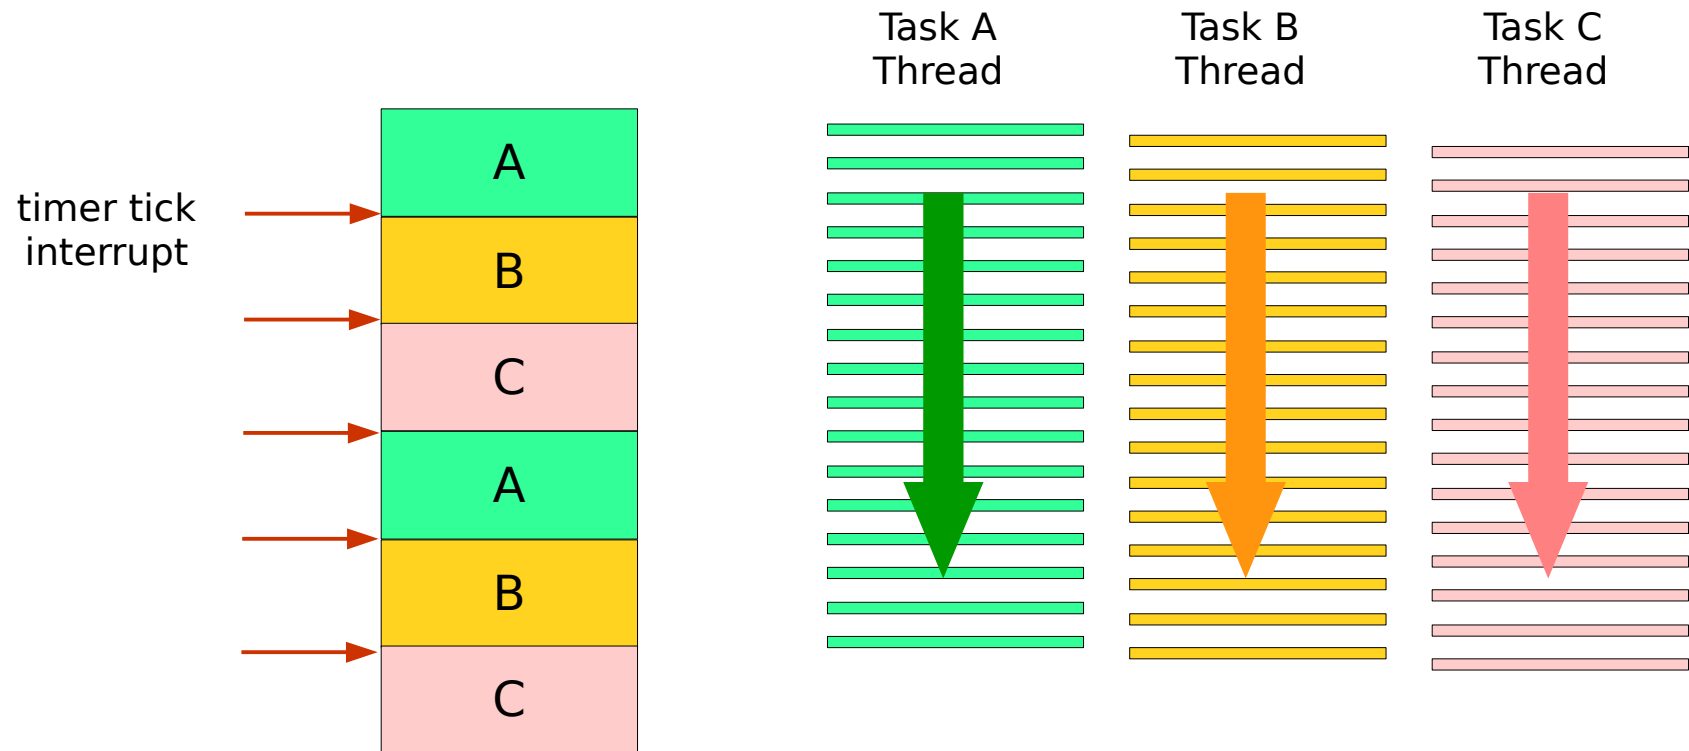 Task A
Thread
Task B
Thread
Task C
Thread
timer tick
interrupt
A
B
C
A
B
C